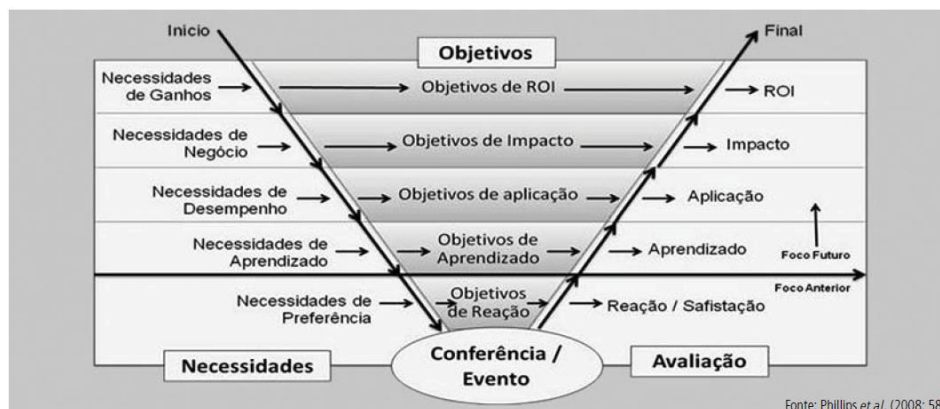 Inicio
Final
Objetivos
Necessidades
de Ganhos
Objetivos de ROI
ROI
Necessidades de
Negócio
Objetivos de Impacto
Impacto
Necessidades de
Desempenho
Objetivos de aplicação
Aplicação
Necessidades de
Aprendizado
Objetivos de
Aprendizado
Aprendizado
Foco Futuro
Foco Anterior
Necessidades de
Preferência
Objetivos
de Reação
Reação / Safistação
Necessidades
Conferência /
Evento
Avaliação
Fonte: Phillips et al. (2008: 58